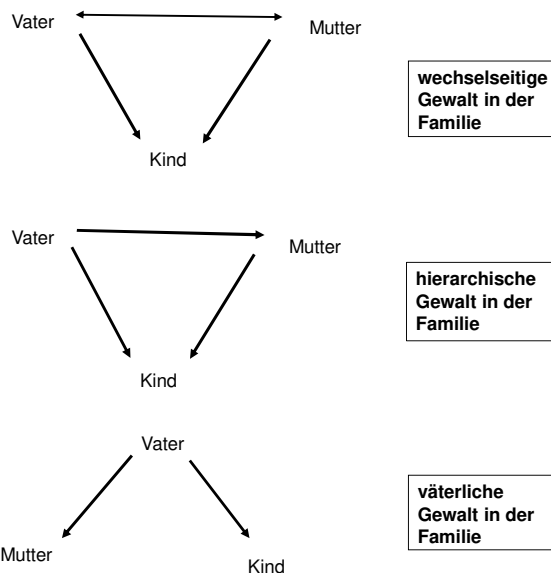 Vater
Mutter
wechselseitige
Gewalt in der
Familie
Kind
Vater
Mutter
hierarchische
Gewalt in der
Familie
Kind
Vater
väterliche
Gewalt in der
Familie
Mutter
Kind